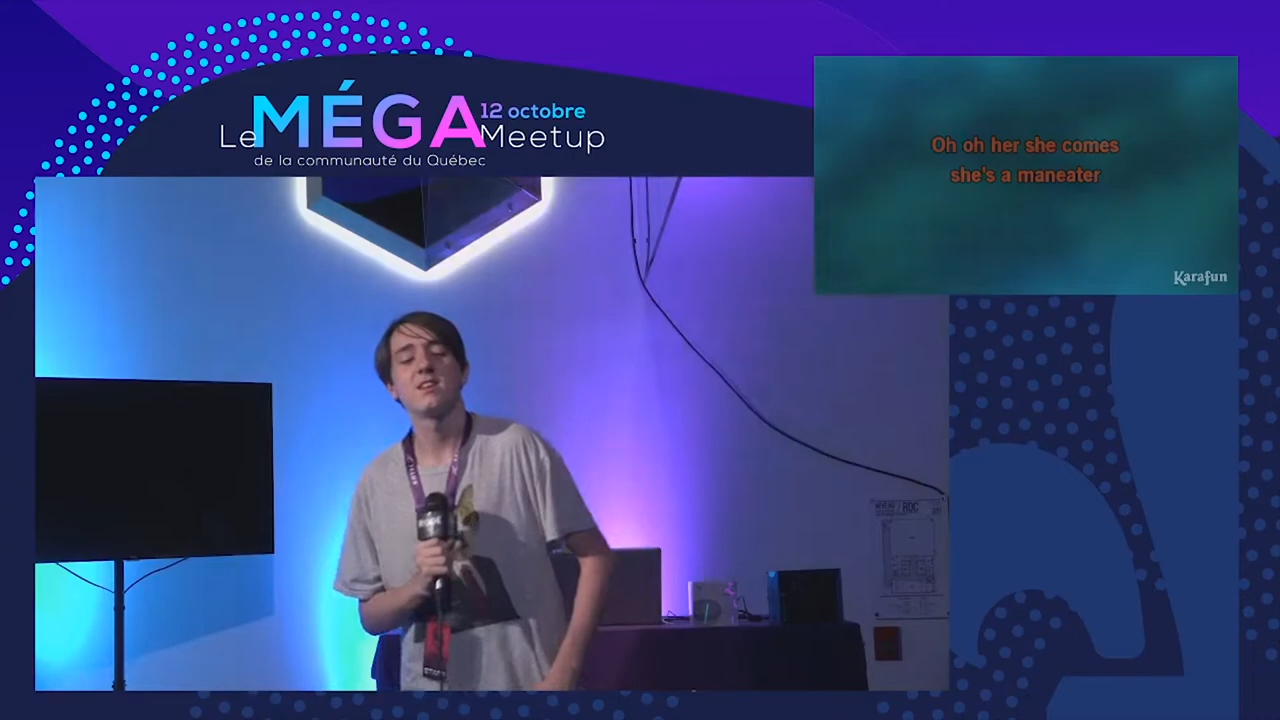 Le MÉGA Meetup
12 octobre
de la communauté du Québec
Oh oh her she comes
she's a maneater
Karafun